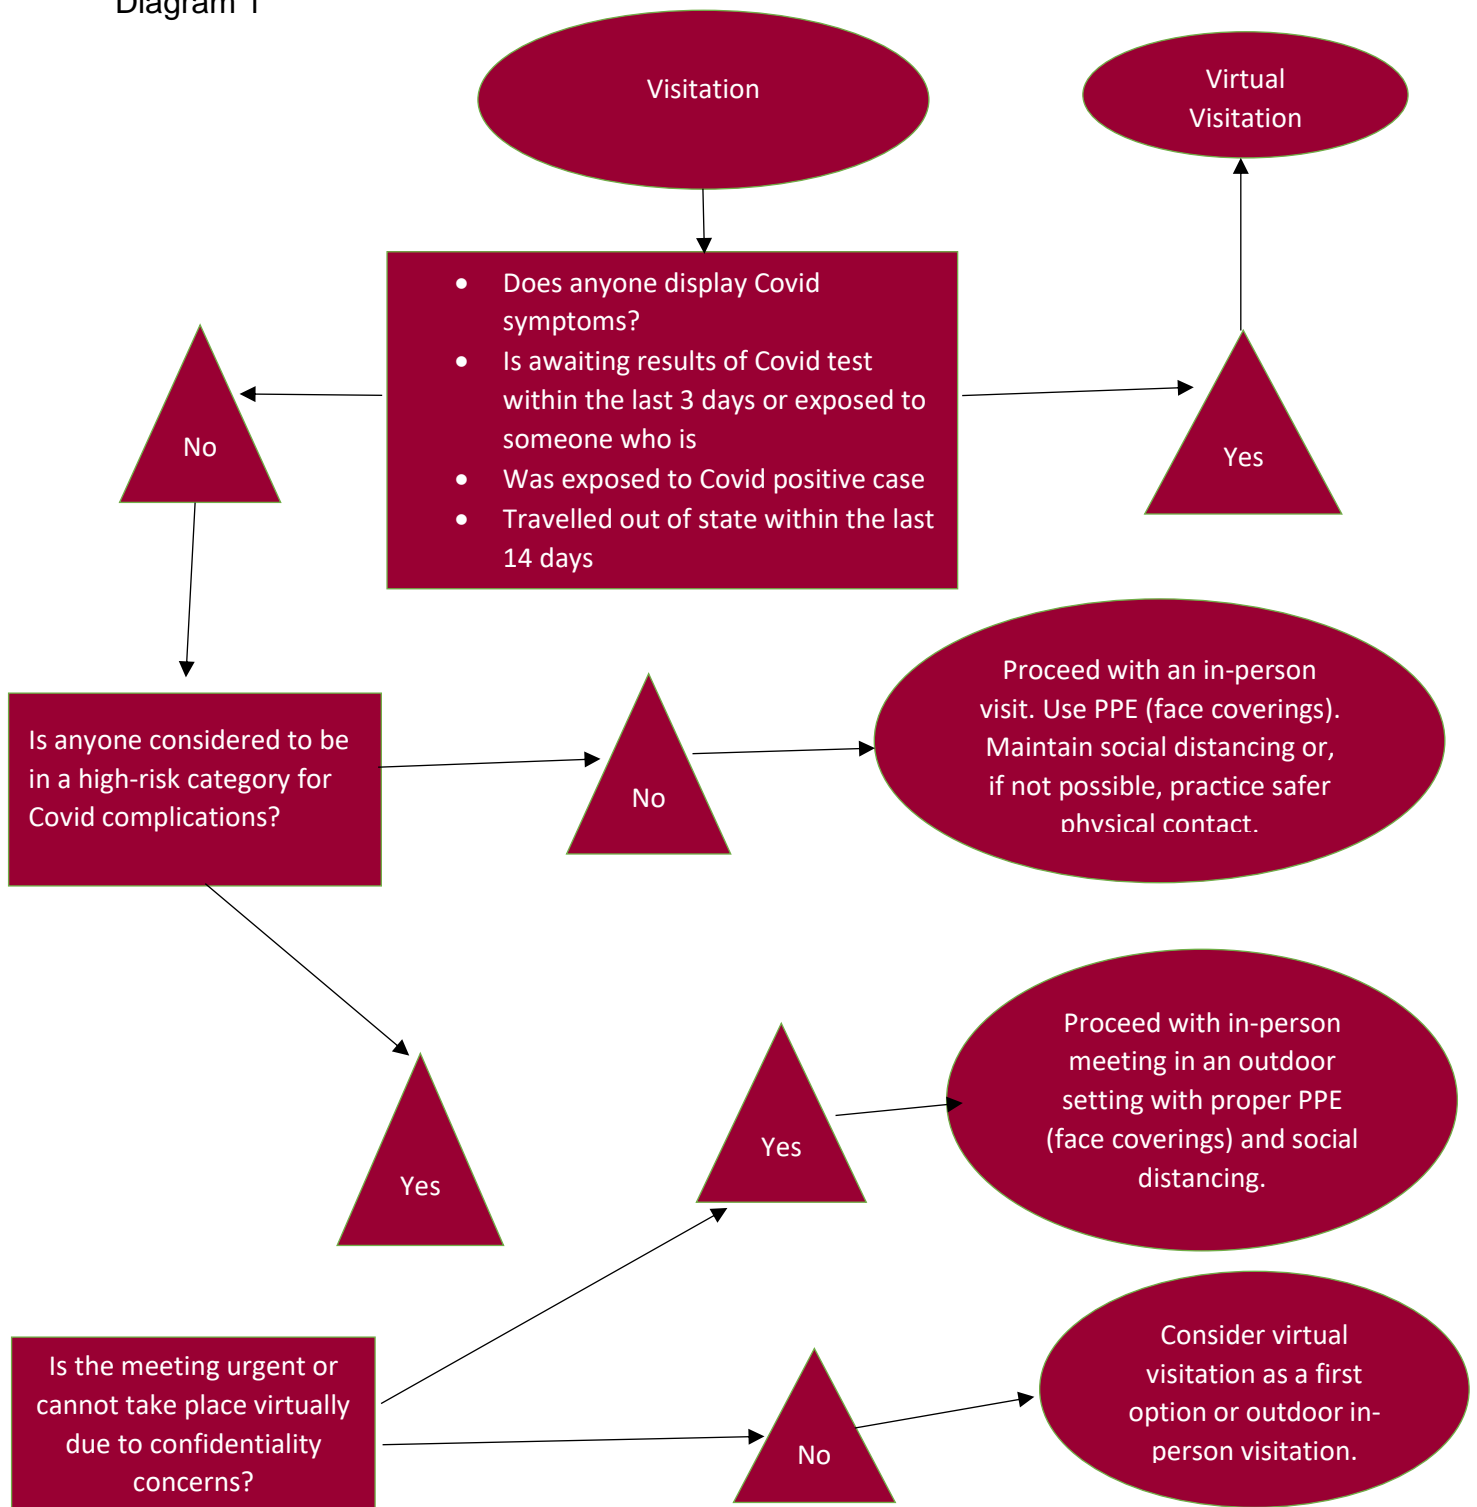 Diagram 1
Visitation
Virtual
Visitation
• Does anyone display Covid
symptoms?
• Is awaiting results of Covid test
within the last 3 days or exposed to
someone who is
• Was exposed to Covid positive case
• Travelled out of state within the last
14 days
No
Yes
Is anyone considered to be
in a high-risk category for
Covid complications?
No
Proceed with an in-person
visit. Use PPE (face coverings).
Maintain social distancing or,
if not possible, practice safer
physical contact.
Yes
Yes
Proceed with in-person
meeting in an outdoor
setting with proper PPE
(face coverings) and social
distancing.
Is the meeting urgent or
cannot take place virtually
due to confidentiality
concerns?
No
Consider virtual
visitation as a first
option or outdoor in-
person visitation.